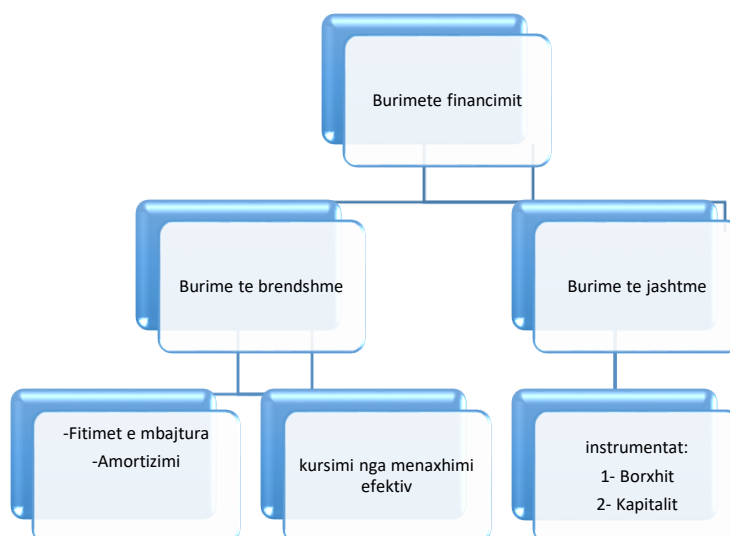 Burimete financimit
Burime te brendshme
Burime te jashtme
-Fitimet e mbajtura
-Amortizimi
kursimi nga menaxhimi
efektiv
instrumentat:
1- Borxhit
2- Kapitalit